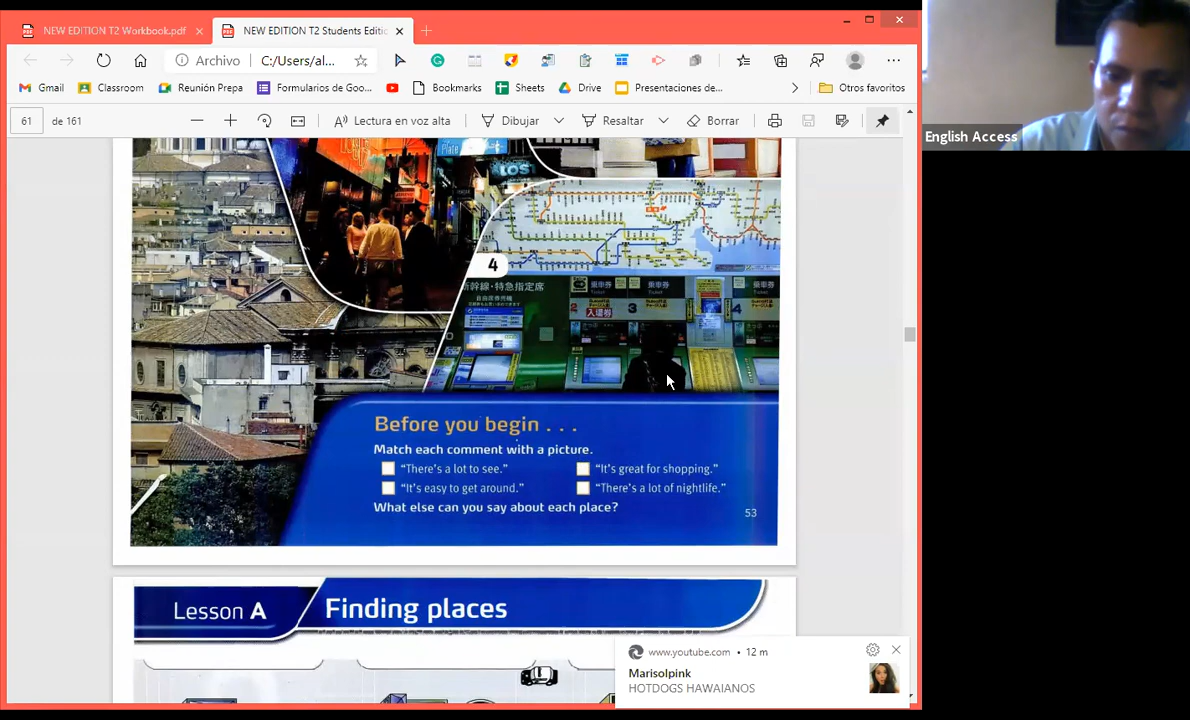 NEW EDITION T2 Workbook.pdf
NEW EDITION T2 Students Editic
Archivo
C:/Users/al...
Gmail
Classroom
Reunión Prepa
Formularios de Goo...
Bookmarks
Sheets
Drive
Presentaciones de...
Otros favoritos
61 de 161
Lectura en voz alta
Dibujar
Resaltar
Borrar
English Access
4
Before you begin . . .
Match each comment with a picture.
"There's a lot to see."
"It's great for shopping."
"It's easy to get around."
"There's a lot of nightlife."
What else can you say about each place?
53
Lesson A
Finding places
www.youtube.com • 12 m
Marisolpink
HOTDOGS HAWAIANOS